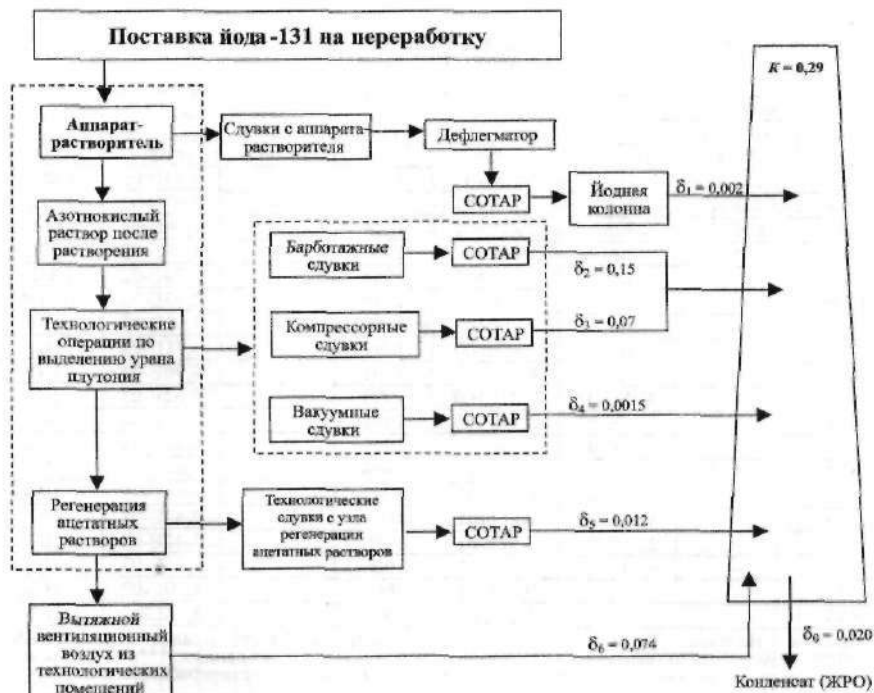 Поставка йода-131 на переработку
K = 0,29
Аппарат-
растворитель
Сдувки с аппарата
растворителя
Дефлегматор
СОТАР
Йодная
колонна
δ₁ = 0,002
Азотнокислый
раствор после
растворения
Барботажные
сдувки
СОТАР
δ₂ = 0,15
Технологические
операции по
выделению урана
плутония
Компрессорные
сдувки
СОТАР
δ₃ = 0,07
Вакуумные
сдувки
СОТАР
δ₄ = 0,0015
Регенерация
ацетатных
растворов
Технологические
сдувки с узла
регенерации
ацетатных растворов
СОТАР
δ₅ = 0,012
Вытяжной
вентиляционный
воздух из
технологических
помещений
δ₆ = 0,074
δ₀ = 0,020
Конденсат (ЖРО)